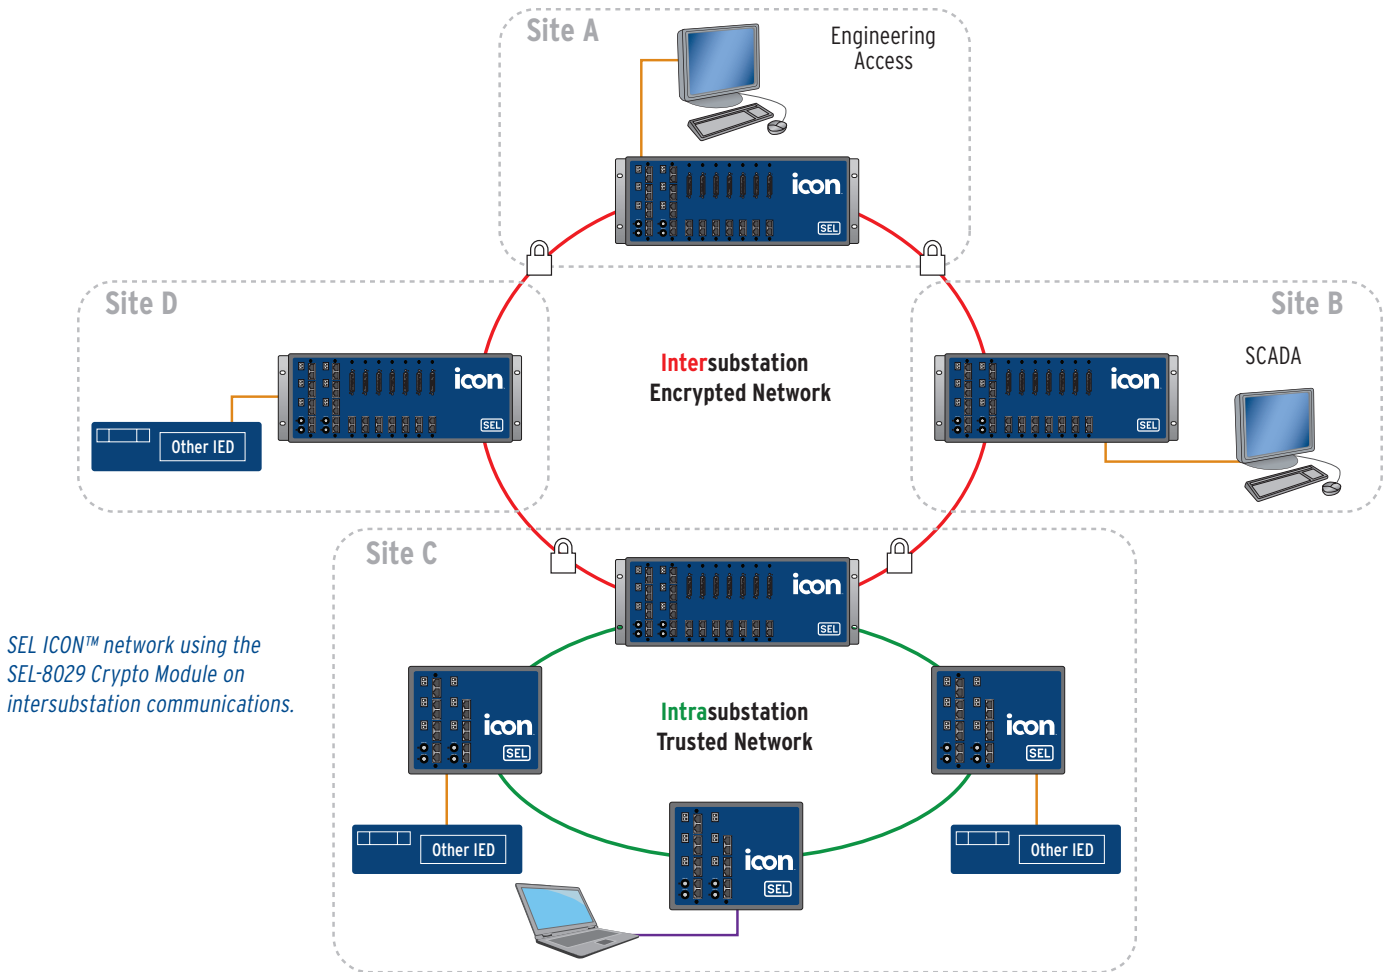 Site A
Engineering
Access
icon
SEL
Site D
icon
SEL
Other IED
Intersubstation
Encrypted Network
Site B
SCADA
icon
SEL
Site C
icon
SEL
SEL ICON™ network using the
SEL-8029 Crypto Module on
intersubstation communications.
icon
SEL
Other IED
Intrasubstation
Trusted Network
icon
SEL
Other IED
icon
SEL